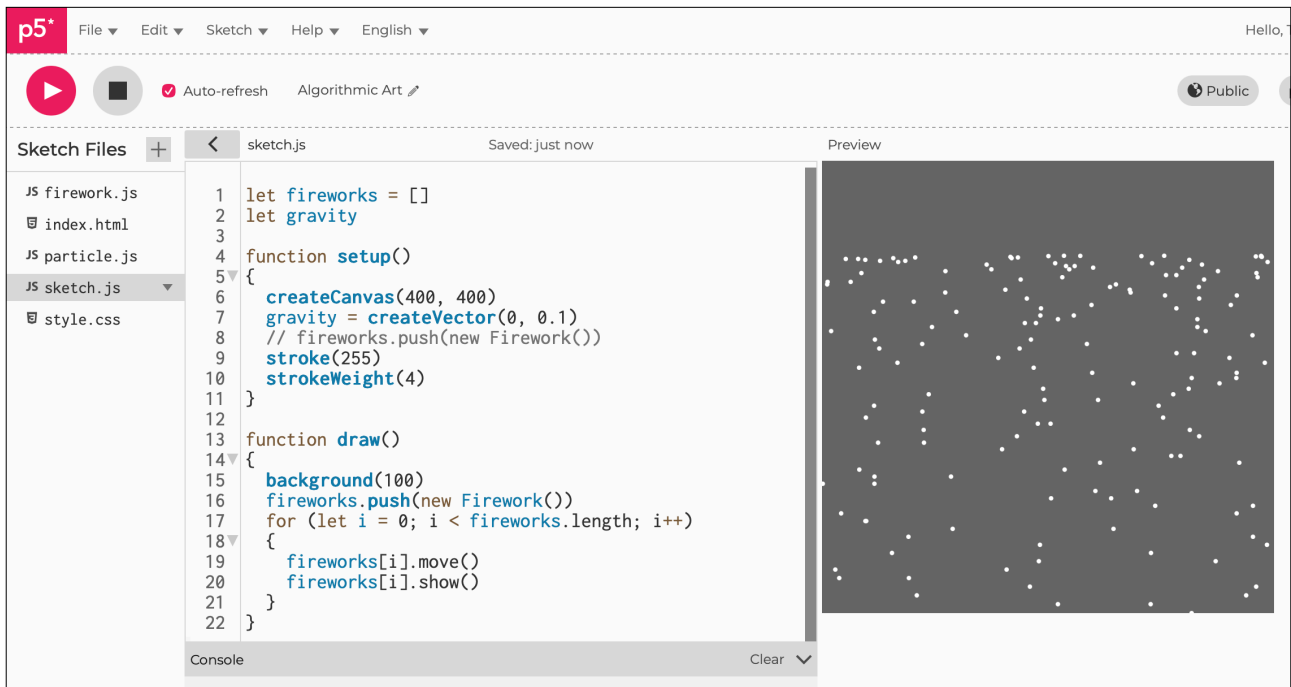 p5* File Edit Sketch Help English Hello,
Auto-refresh Algorithmic Art Public
Sketch Files + sketch.js Saved: just now Preview
JS firework.js
index.html
JS particle.js
JS sketch.js
style.css
1 let fireworks = []
2 let gravity
3
4 function setup()
5 {
6 createCanvas(400, 400)
7 gravity = createVector(0, 0.1)
8 // fireworks.push(new Firework())
9 stroke(255)
10 strokeWeight(4)
11 }
12
13 function draw()
14 {
15 background(100)
16 fireworks.push(new Firework())
17 for (let i = 0; i < fireworks.length; i++)
18 {
19 fireworks[i].move()
20 fireworks[i].show()
21 }
22 }
Console Clear